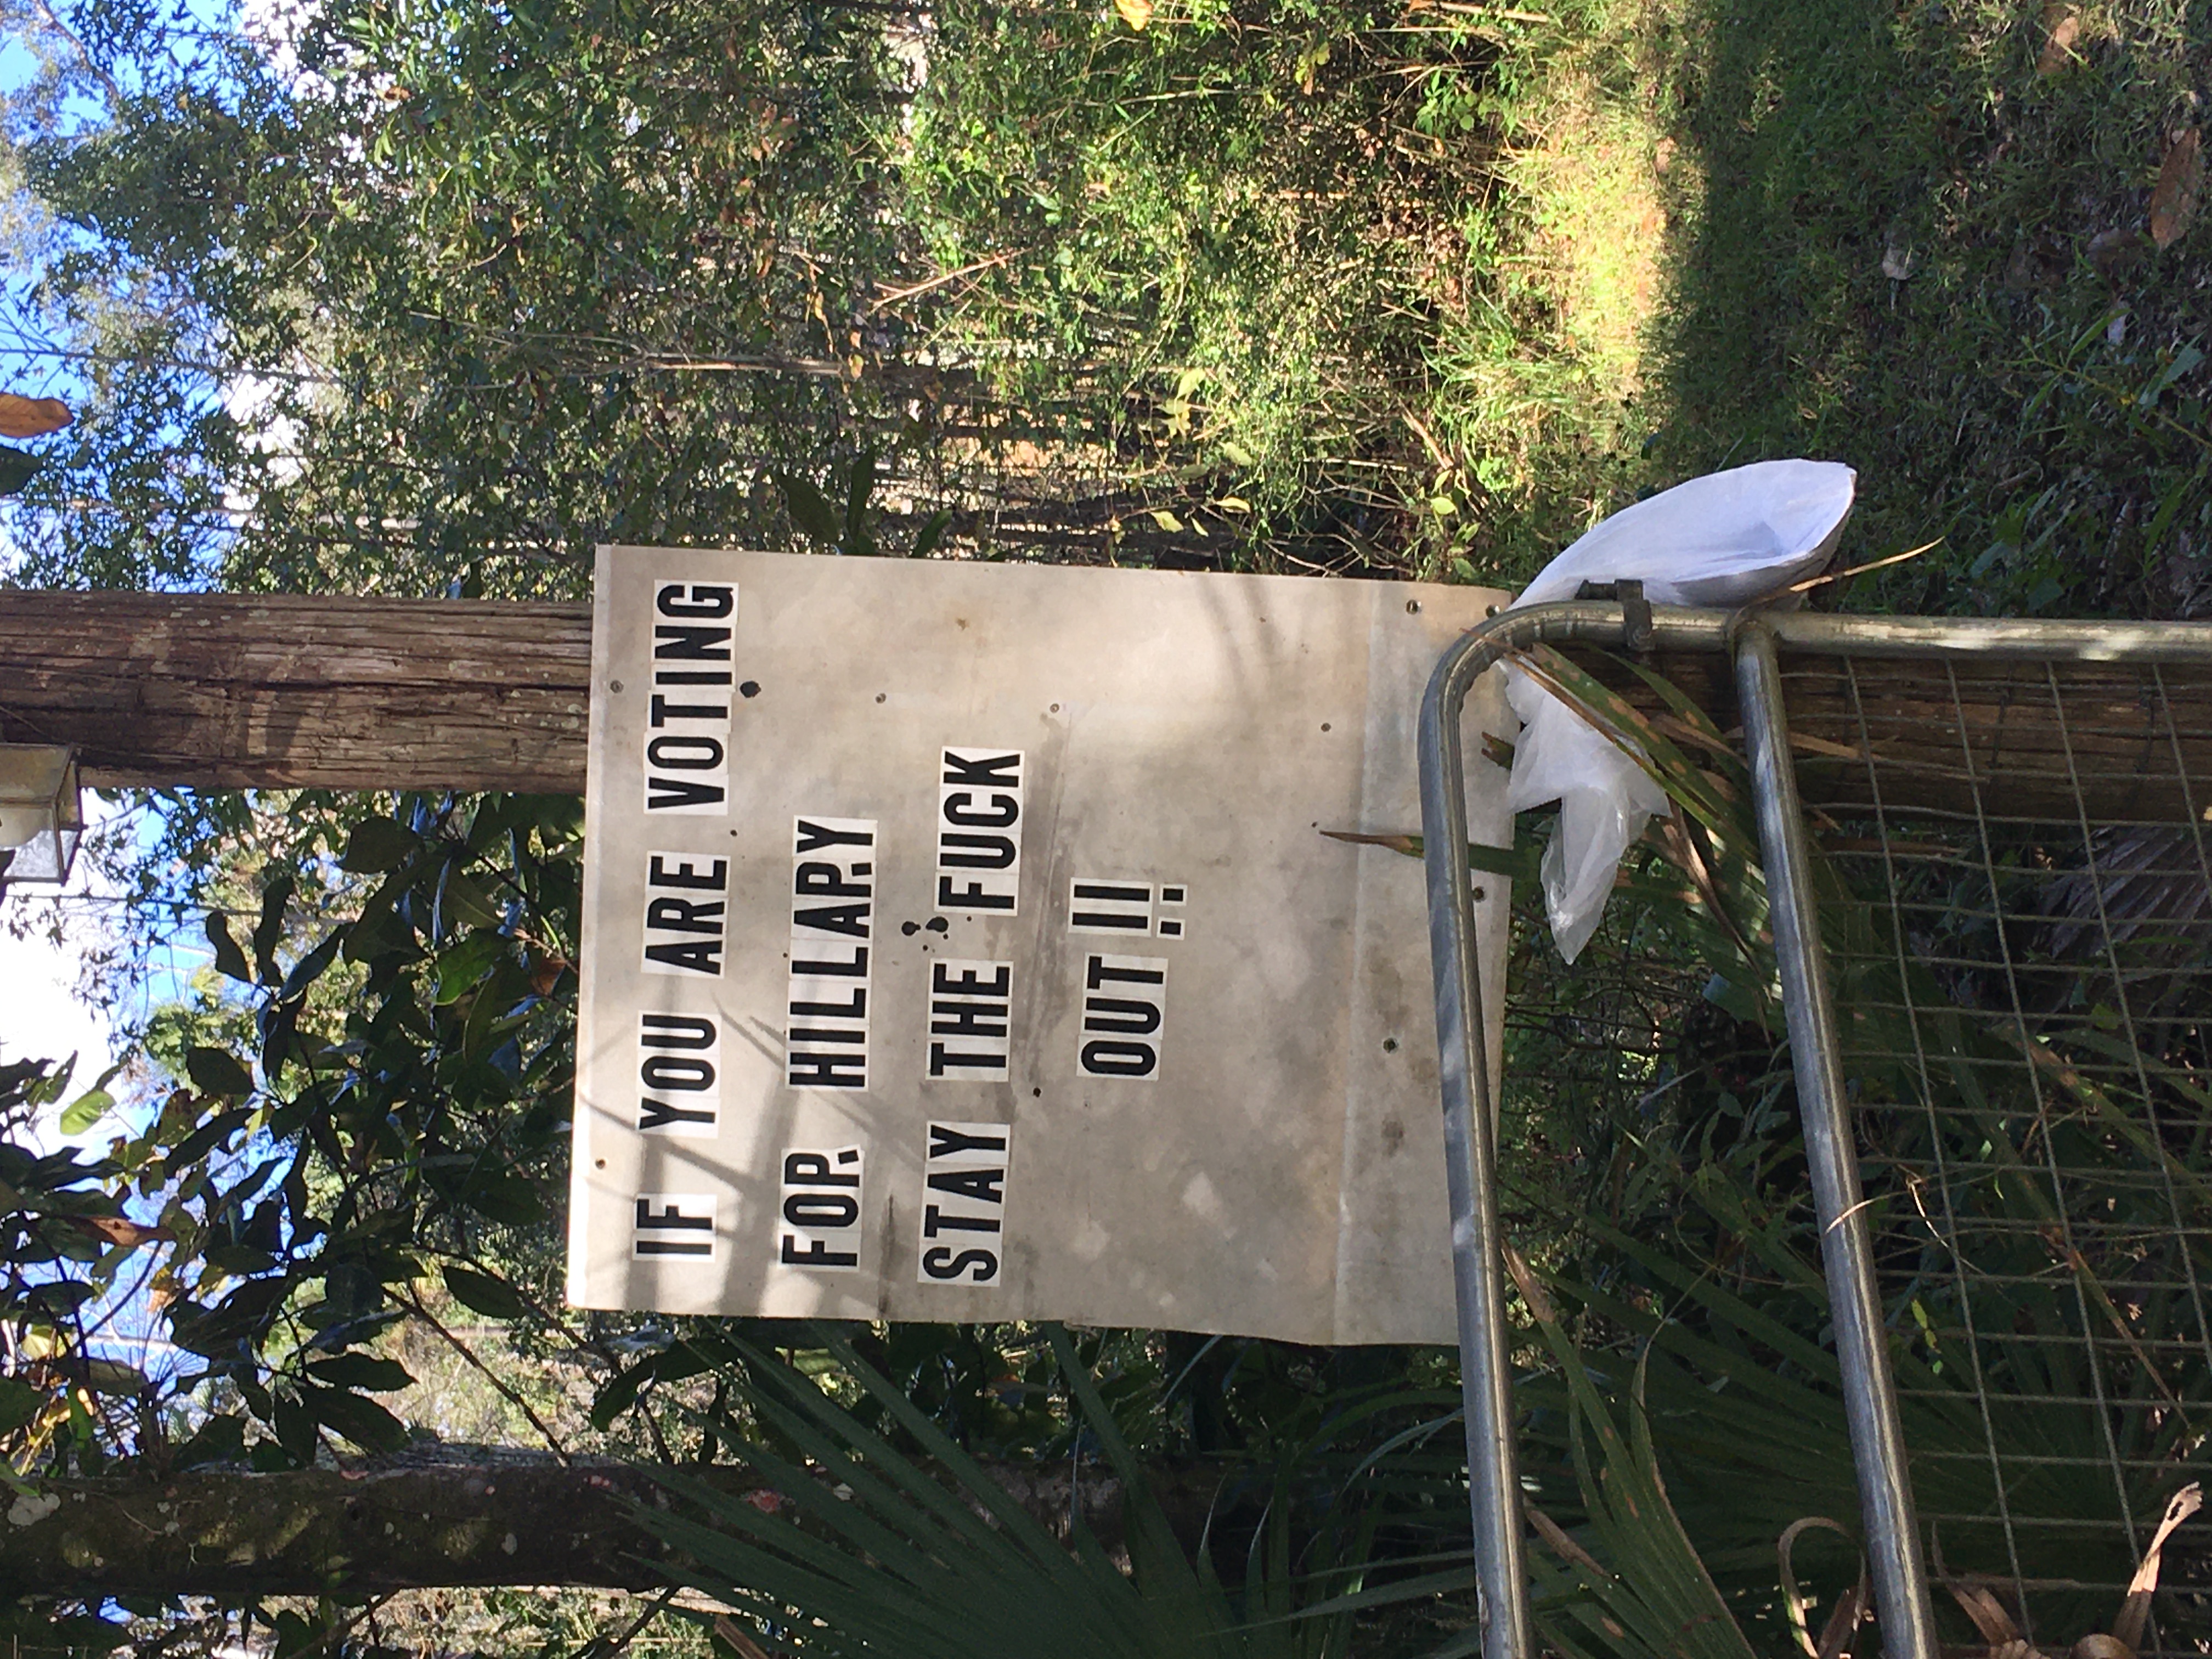 IF YOU ARE VOTING
FOR HILLARY
STAY THE FUCK
OUT !!